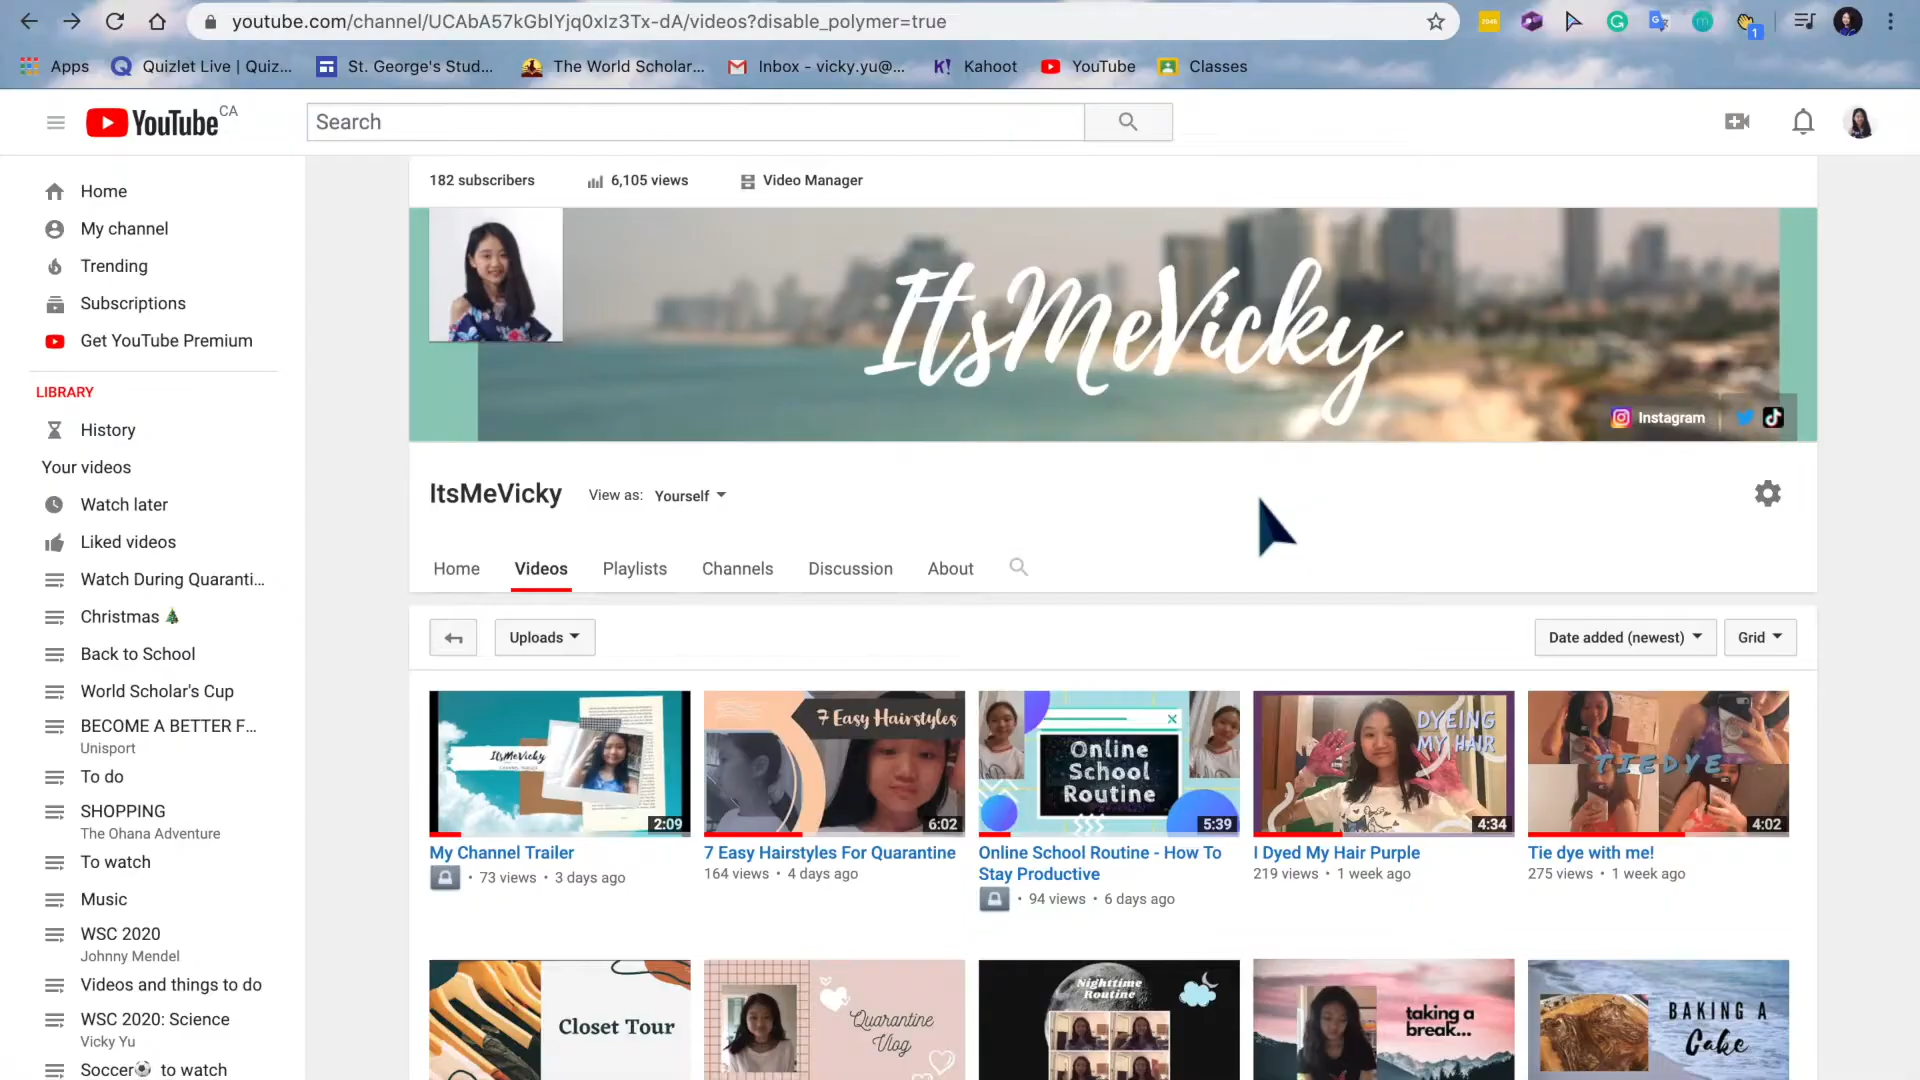 youtube.com/channel/UCAbA57kGblYjq0xIz3Tx-dA/videos?disable_polymer=true
2048
1
Apps
Quizlet Live | Quiz...
St. George's Stud...
The World Scholar...
Inbox - vicky.yu@...
Kahoot
YouTube
Classes
YouTube CA
Search
182 subscribers
6,105 views
Video Manager
Home
My channel
Trending
Subscriptions
Get YouTube Premium
LIBRARY
History
Your videos
Watch later
Liked videos
Watch During Quaranti...
Christmas 🎄
Back to School
World Scholar's Cup
BECOME A BETTER F...
Unisport
To do
SHOPPING
The Ohana Adventure
To watch
Music
WSC 2020
Johnny Mendel
Videos and things to do
WSC 2020: Science
Vicky Yu
Soccer⚽ to watch
ItsMeVicky
Instagram
ItsMeVicky
View as: Yourself
Home
Videos
Playlists
Channels
Discussion
About
Uploads
Date added (newest)
Grid
ItsMeVicky
2:09
My Channel Trailer
• 73 views • 3 days ago
7 Easy Hairstyles
6:02
7 Easy Hairstyles For Quarantine
164 views • 4 days ago
Online
School
Routine
5:39
Online School Routine - How To
Stay Productive
• 94 views • 6 days ago
DYEING
MY HAIR
4:34
I Dyed My Hair Purple
219 views • 1 week ago
TIEDYE
4:02
Tie dye with me!
275 views • 1 week ago
Closet Tour
Quarantine
Vlog
Nighttime
Routine
taking a
break...
BAKING A
Cake